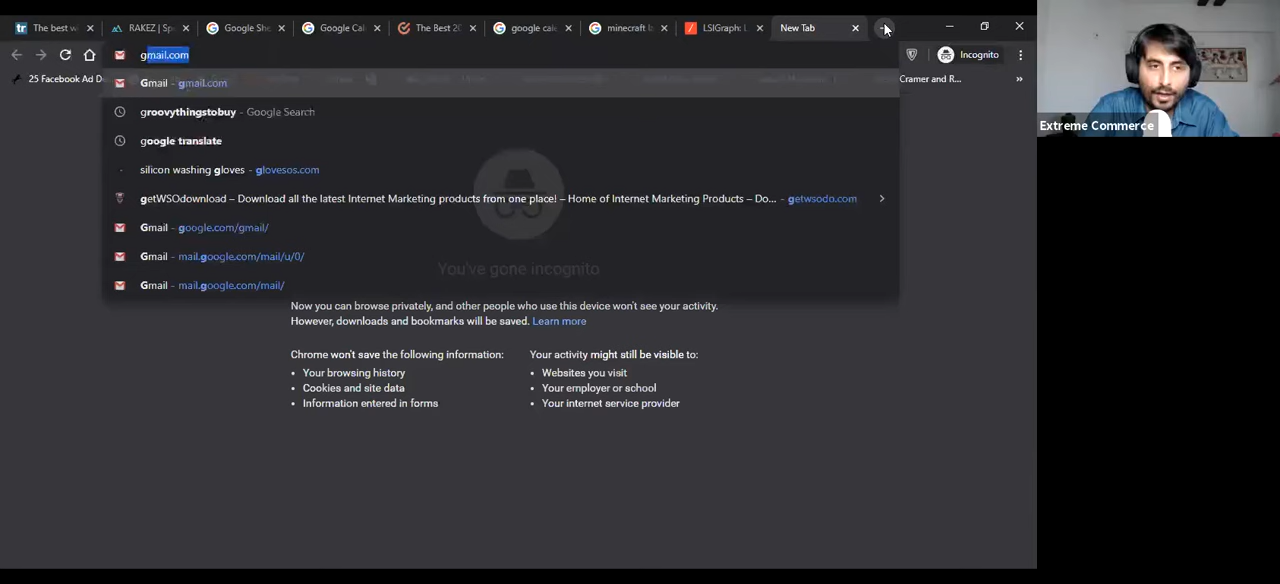 The best w
RAKEZ | Sp
Google She
Google Cal
The Best 20
google cale
minecraft la
LSIGraph: L
New Tab
gmail.com
Incognito
25 Facebook Ad D
Cramer and R...
»
Gmail - gmail.com
groovythingstobuy - Google Search
google translate
silicon washing gloves - glovesos.com
getWSOdownload – Download all the latest Internet Marketing products from one place! – Home of Internet Marketing Products – Do... - getwsodo.com
Gmail - google.com/gmail/
Gmail - mail.google.com/mail/u/0/
Gmail - mail.google.com/mail/
You've gone incognito
Now you can browse privately, and other people who use this device won't see your activity.
However, downloads and bookmarks will be saved. Learn more
Chrome won't save the following information:
• Your browsing history
• Cookies and site data
• Information entered in forms
Your activity might still be visible to:
• Websites you visit
• Your employer or school
• Your internet service provider
Extreme Commerce